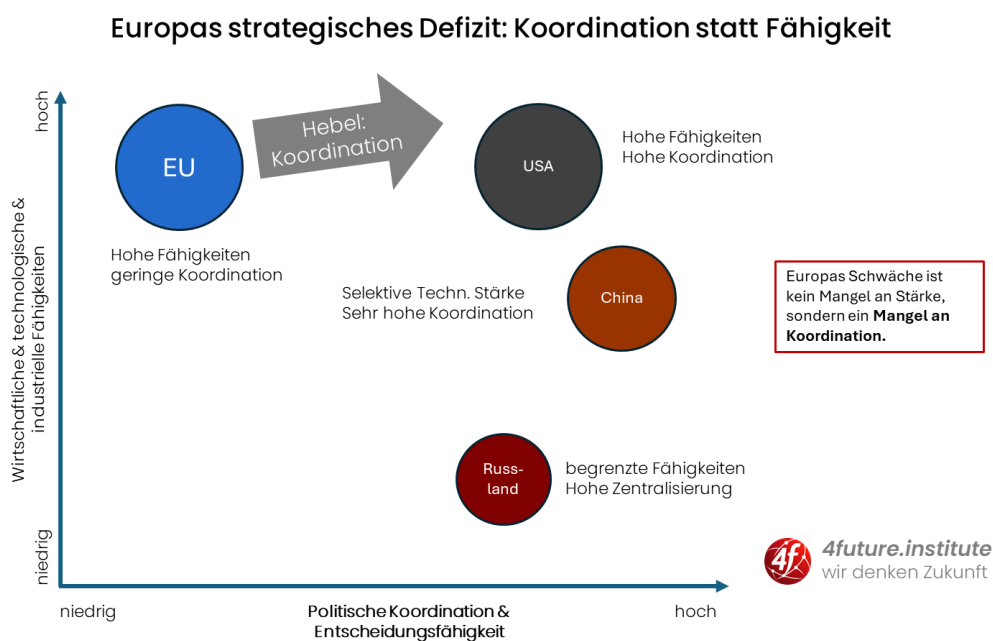 Europas strategisches Defizit: Koordination statt Fähigkeit
hoch
Wirtschaftliche & technologische &
industrielle Fähigkeiten
niedrig
EU
Hohe Fähigkeiten
geringe Koordination
Hebel:
Koordination
USA
Hohe Fähigkeiten
Hohe Koordination
Selektive Techn. Stärke
Sehr hohe Koordination
China
Europas Schwäche ist
kein Mangel an Stärke,
sondern ein Mangel an
Koordination.
Russ-
land
begrenzte Fähigkeiten
Hohe Zentralisierung
4f
4future.institute
wir denken Zukunft
niedrig
Politische Koordination &
Entscheidungsfähigkeit
hoch